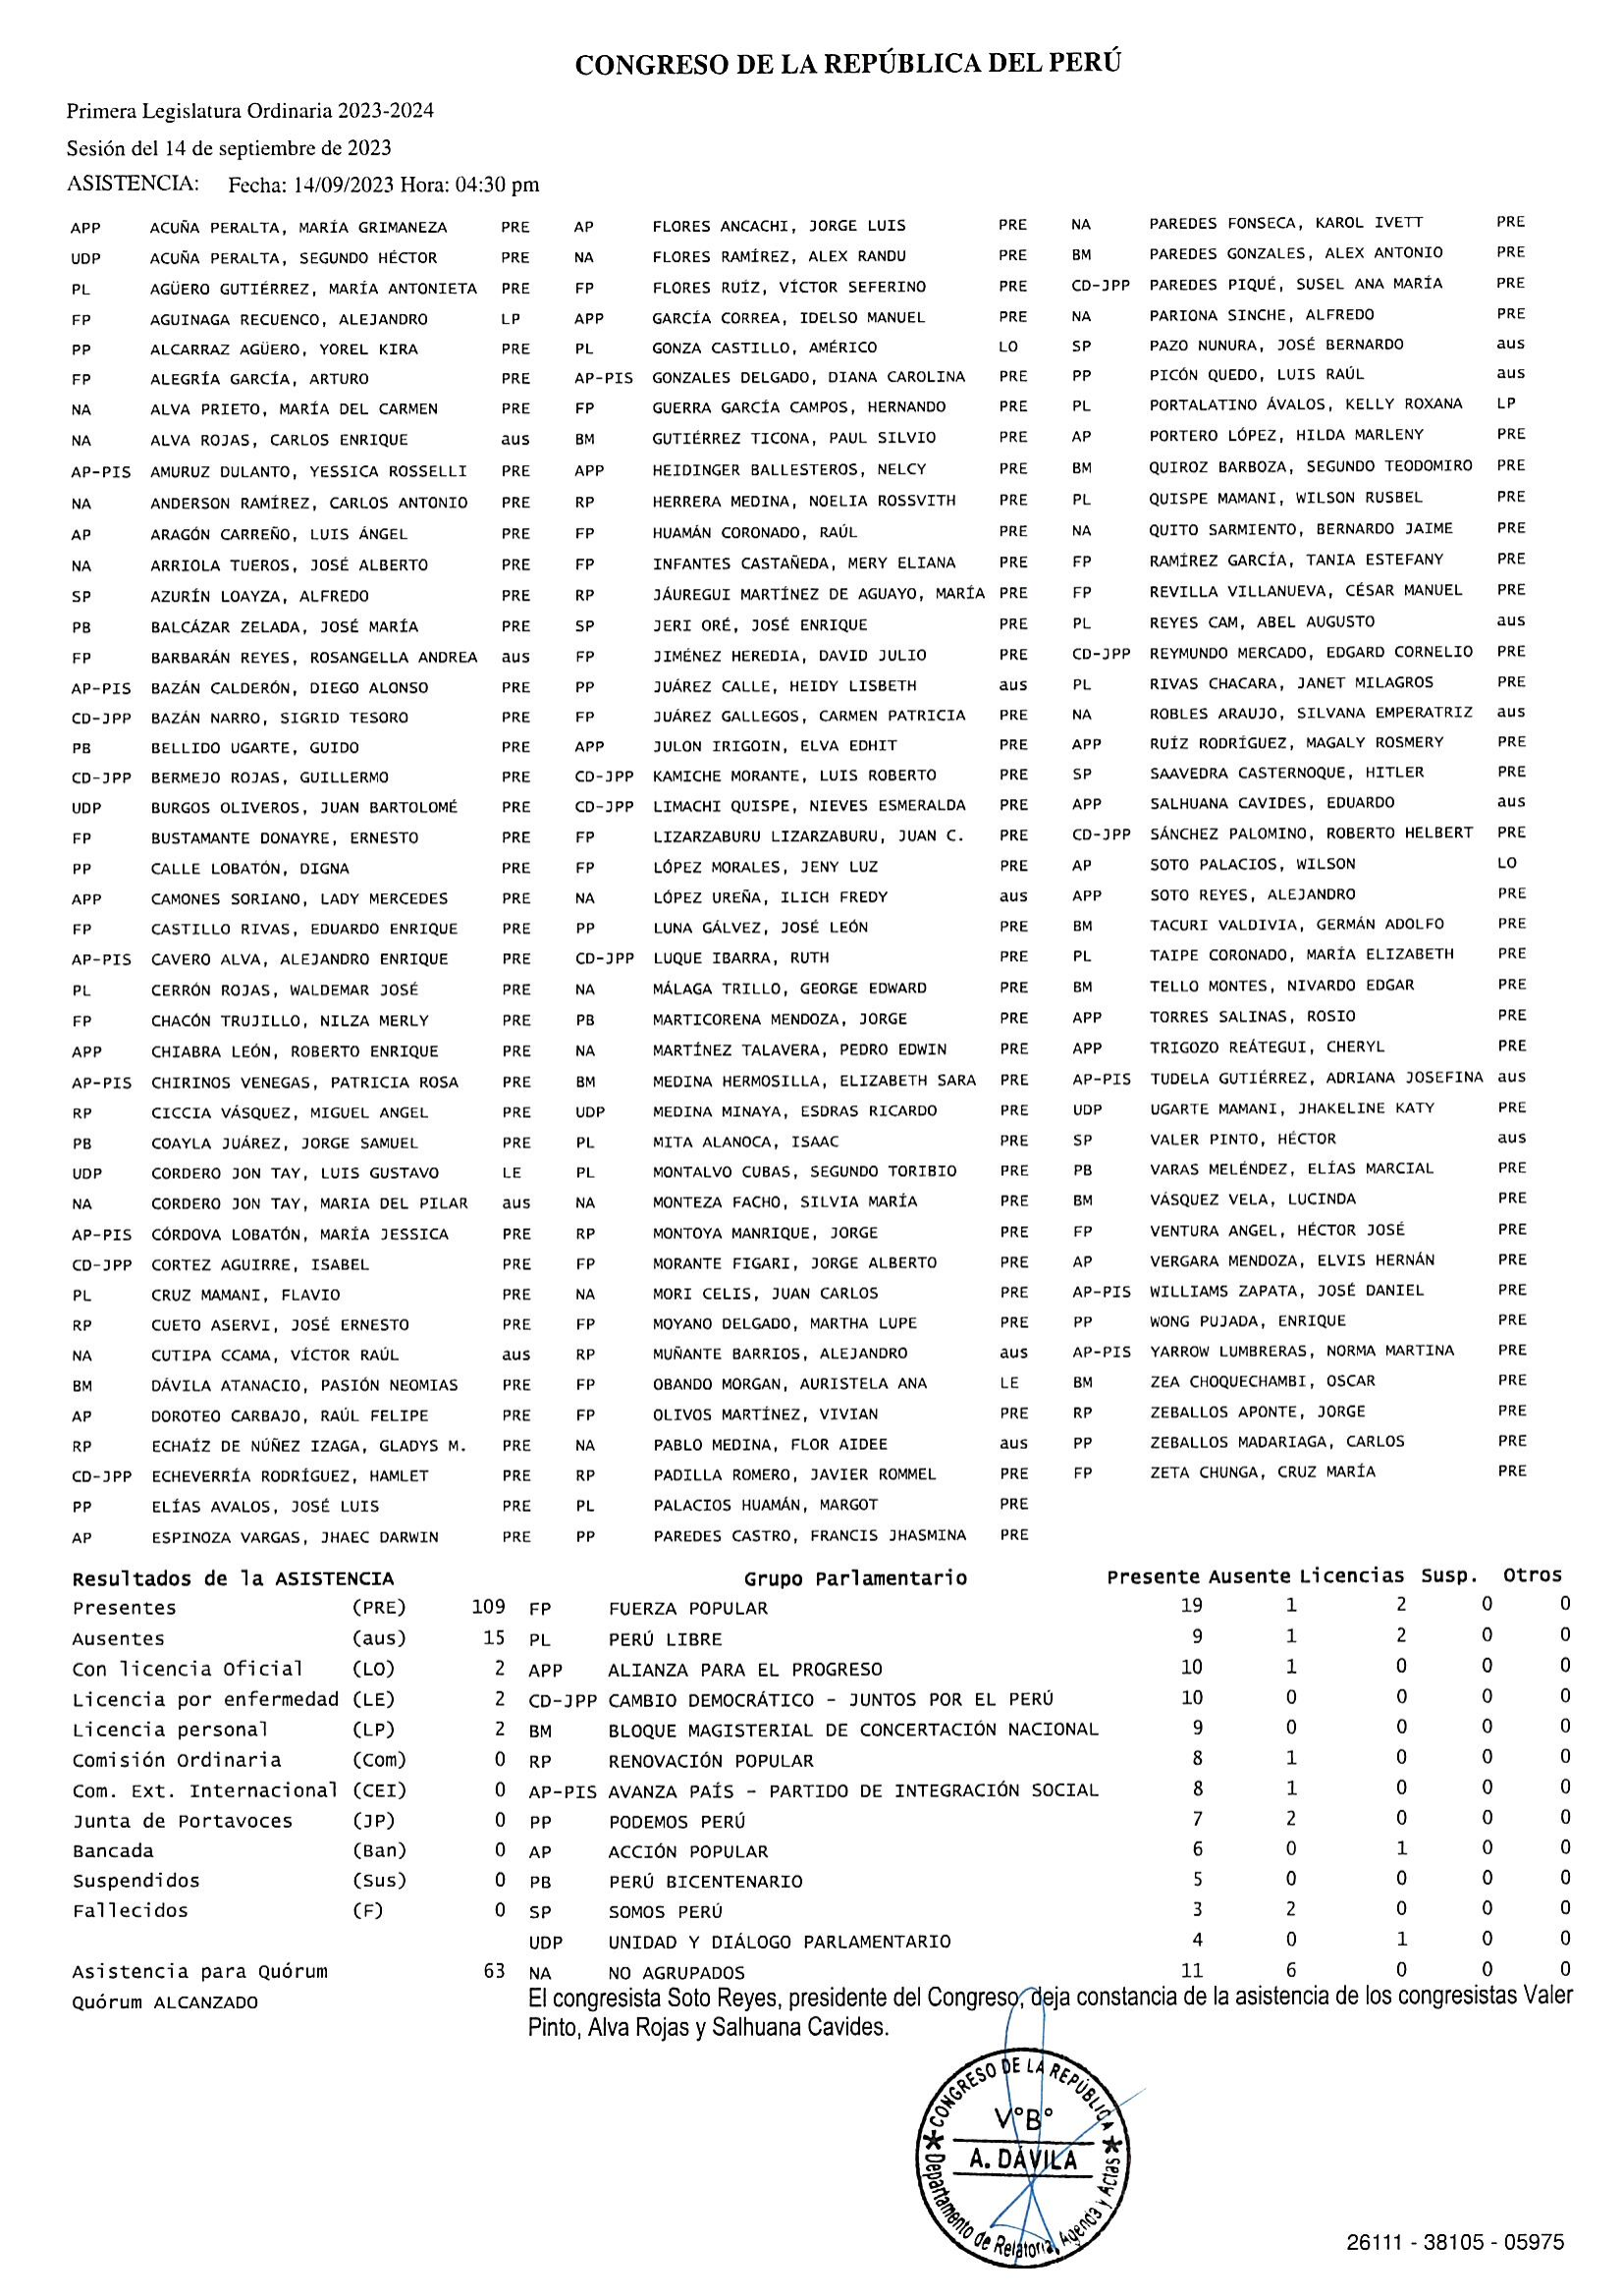 CONGRESO DE LA REPÚBLICA DEL PERÚ
Primera Legislatura Ordinaria 2023-2024
Sesión del 14 de septiembre de 2023
ASISTENCIA: Fecha: 14/09/2023 Hora: 04:30 pm
APP ACUÑA PERALTA, MARÍA GRIMANEZA PRE AP FLORES ANCACHI, JORGE LUIS PRE NA PAREDES FONSECA, KAROL IVETT PRE
UDP ACUÑA PERALTA, SEGUNDO HÉCTOR PRE NA FLORES RAMÍREZ, ALEX RANDU PRE BM PAREDES GONZALES, ALEX ANTONIO PRE
PL AGÜERO GUTIÉRREZ, MARÍA ANTONIETA PRE FP FLORES RUÍZ, VÍCTOR SEFERINO PRE CD-JPP PAREDES PIQUÉ, SUSEL ANA MARÍA PRE
FP AGUINAGA RECUENCO, ALEJANDRO LP APP GARCÍA CORREA, IDELSO MANUEL PRE NA PARIONA SINCHE, ALFREDO PRE
PP ALCARRAZ AGÜERO, YOREL KIRA PRE PL GONZA CASTILLO, AMÉRICO LO SP PAZO NUNURA, JOSÉ BERNARDO aus
FP ALEGRÍA GARCÍA, ARTURO PRE AP-PIS GONZALES DELGADO, DIANA CAROLINA PRE PP PICÓN QUEDO, LUIS RAÚL aus
NA ALVA PRIETO, MARÍA DEL CARMEN PRE FP GUERRA GARCÍA CAMPOS, HERNANDO PRE PL PORTALATINO ÁVALOS, KELLY ROXANA LP
NA ALVA ROJAS, CARLOS ENRIQUE aus BM GUTIÉRREZ TICONA, PAUL SILVIO PRE AP PORTERO LÓPEZ, HILDA MARLENY PRE
AP-PIS AMURUZ DULANTO, YESSICA ROSSELLI PRE APP HEIDINGER BALLESTEROS, NELCY PRE BM QUIROZ BARBOZA, SEGUNDO TEODOMIRO PRE
NA ANDERSON RAMÍREZ, CARLOS ANTONIO PRE RP HERRERA MEDINA, NOELIA ROSSVITH PRE PL QUISPE MAMANI, WILSON RUSBEL PRE
AP ARAGÓN CARREÑO, LUIS ÁNGEL PRE FP HUAMÁN CORONADO, RAÚL PRE NA QUITO SARMIENTO, BERNARDO JAIME PRE
NA ARRIOLA TUEROS, JOSÉ ALBERTO PRE FP INFANTES CASTAÑEDA, MERY ELIANA PRE FP RAMÍREZ GARCÍA, TANIA ESTEFANY PRE
SP AZURÍN LOAYZA, ALFREDO PRE RP JÁUREGUI MARTÍNEZ DE AGUAYO, MARÍA PRE FP REVILLA VILLANUEVA, CÉSAR MANUEL PRE
PB BALCÁZAR ZELADA, JOSÉ MARÍA PRE SP JERI ORÉ, JOSÉ ENRIQUE PRE PL REYES CAM, ABEL AUGUSTO aus
FP BARBARÁN REYES, ROSANGELLA ANDREA aus FP JIMÉNEZ HEREDIA, DAVID JULIO PRE CD-JPP REYMUNDO MERCADO, EDGARD CORNELIO PRE
AP-PIS BAZÁN CALDERÓN, DIEGO ALONSO PRE PP JUÁREZ CALLE, HEIDY LISBETH aus PL RIVAS CHACARA, JANET MILAGROS PRE
CD-JPP BAZÁN NARRO, SIGRID TESORO PRE FP JUÁREZ GALLEGOS, CARMEN PATRICIA PRE NA ROBLES ARAUJO, SILVANA EMPERATRIZ aus
PB BELLIDO UGARTE, GUIDO PRE APP JULON IRIGOIN, ELVA EDHIT PRE APP RUÍZ RODRÍGUEZ, MAGALY ROSMERY PRE
CD-JPP BERMEJO ROJAS, GUILLERMO PRE CD-JPP KAMICHE MORANTE, LUIS ROBERTO PRE SP SAAVEDRA CASTERNOQUE, HITLER PRE
UDP BURGOS OLIVEROS, JUAN BARTOLOMÉ PRE CD-JPP LIMACHI QUISPE, NIEVES ESMERALDA PRE APP SALHUANA CAVIDES, EDUARDO aus
FP BUSTAMANTE DONAYRE, ERNESTO PRE FP LIZARZABURU LIZARZABURU, JUAN C. PRE CD-JPP SÁNCHEZ PALOMINO, ROBERTO HELBERT PRE
PP CALLE LOBATÓN, DIGNA PRE FP LÓPEZ MORALES, JENY LUZ PRE AP SOTO PALACIOS, WILSON LO
APP CAMONES SORIANO, LADY MERCEDES PRE NA LÓPEZ UREÑA, ILICH FREDY aus APP SOTO REYES, ALEJANDRO PRE
FP CASTILLO RIVAS, EDUARDO ENRIQUE PRE PP LUNA GÁLVEZ, JOSÉ LEÓN PRE BM TACURI VALDIVIA, GERMÁN ADOLFO PRE
AP-PIS CAVERO ALVA, ALEJANDRO ENRIQUE PRE CD-JPP LUQUE IBARRA, RUTH PRE PL TAIPE CORONADO, MARÍA ELIZABETH PRE
PL CERRÓN ROJAS, WALDEMAR JOSÉ PRE NA MÁLAGA TRILLO, GEORGE EDWARD PRE BM TELLO MONTES, NIVARDO EDGAR PRE
FP CHACÓN TRUJILLO, NILZA MERLY PRE PB MARTICORENA MENDOZA, JORGE PRE APP TORRES SALINAS, ROSIO PRE
APP CHIABRA LEÓN, ROBERTO ENRIQUE PRE NA MARTÍNEZ TALAVERA, PEDRO EDWIN PRE APP TRIGOZO REÁTEGUI, CHERYL PRE
AP-PIS CHIRINOS VENEGAS, PATRICIA ROSA PRE BM MEDINA HERMOSILLA, ELIZABETH SARA PRE AP-PIS TUDELA GUTIÉRREZ, ADRIANA JOSEFINA aus
RP CICCIA VÁSQUEZ, MIGUEL ANGEL PRE UDP MEDINA MINAYA, ESDRAS RICARDO PRE UDP UGARTE MAMANI, JHAKELINE KATY PRE
PB COAYLA JUÁREZ, JORGE SAMUEL PRE PL MITA ALANOCA, ISAAC PRE SP VALER PINTO, HÉCTOR aus
UDP CORDERO JON TAY, LUIS GUSTAVO LE PL MONTALVO CUBAS, SEGUNDO TORIBIO PRE PB VARAS MELÉNDEZ, ELÍAS MARCIAL PRE
NA CORDERO JON TAY, MARIA DEL PILAR aus NA MONTEZA FACHO, SILVIA MARÍA PRE BM VÁSQUEZ VELA, LUCINDA PRE
AP-PIS CÓRDOVA LOBATÓN, MARÍA JESSICA PRE RP MONTOYA MANRIQUE, JORGE PRE FP VENTURA ANGEL, HÉCTOR JOSÉ PRE
CD-JPP CORTEZ AGUIRRE, ISABEL PRE FP MORANTE FIGARI, JORGE ALBERTO PRE AP VERGARA MENDOZA, ELVIS HERNÁN PRE
PL CRUZ MAMANI, FLAVIO PRE NA MORI CELIS, JUAN CARLOS PRE AP-PIS WILLIAMS ZAPATA, JOSÉ DANIEL PRE
RP CUETO ASERVI, JOSÉ ERNESTO PRE FP MOYANO DELGADO, MARTHA LUPE PRE PP WONG PUJADA, ENRIQUE PRE
NA CUTIPA CCAMA, VÍCTOR RAÚL aus RP MUÑANTE BARRIOS, ALEJANDRO aus AP-PIS YARROW LUMBRERAS, NORMA MARTINA PRE
BM DÁVILA ATANACIO, PASIÓN NEOMIAS PRE FP OBANDO MORGAN, AURISTELA ANA LE BM ZEA CHOQUECHAMBI, OSCAR PRE
AP DOROTEO CARBAJO, RAÚL FELIPE PRE FP OLIVOS MARTÍNEZ, VIVIAN PRE RP ZEBALLOS APONTE, JORGE PRE
RP ECHAÍZ DE NÚÑEZ IZAGA, GLADYS M. PRE NA PABLO MEDINA, FLOR AIDEE aus PP ZEBALLOS MADARIAGA, CARLOS PRE
CD-JPP ECHEVERRÍA RODRÍGUEZ, HAMLET PRE RP PADILLA ROMERO, JAVIER ROMMEL PRE FP ZETA CHUNGA, CRUZ MARÍA PRE
PP ELÍAS AVALOS, JOSÉ LUIS PRE PL PALACIOS HUAMÁN, MARGOT PRE
AP ESPINOZA VARGAS, JHAEC DARWIN PRE PP PAREDES CASTRO, FRANCIS JHASMINA PRE
Resultados de la ASISTENCIA Grupo Parlamentario Presente Ausente Licencias Susp. Otros
Presentes (PRE) 109 FP FUERZA POPULAR 19 1 2 0 0
Ausentes (aus) 15 PL PERÚ LIBRE 9 1 2 0 0
Con licencia Oficial (LO) 2 APP ALIANZA PARA EL PROGRESO 10 1 0 0 0
Licencia por enfermedad (LE) 2 CD-JPP CAMBIO DEMOCRÁTICO - JUNTOS POR EL PERÚ 10 0 0 0 0
Licencia personal (LP) 2 BM BLOQUE MAGISTERIAL DE CONCERTACIÓN NACIONAL 9 0 0 0 0
Comisión Ordinaria (Com) 0 RP RENOVACIÓN POPULAR 8 1 0 0 0
Com. Ext. Internacional (CEI) 0 AP-PIS AVANZA PAÍS - PARTIDO DE INTEGRACIÓN SOCIAL 8 1 0 0 0
Junta de Portavoces (JP) 0 PP PODEMOS PERÚ 7 2 0 0 0
Bancada (Ban) 0 AP ACCIÓN POPULAR 6 0 1 0 0
Suspendidos (Sus) 0 PB PERÚ BICENTENARIO 5 0 0 0 0
Fallecidos (F) 0 SP SOMOS PERÚ 3 2 0 0 0
UDP UNIDAD Y DIÁLOGO PARLAMENTARIO 4 0 1 0 0
Asistencia para Quórum 63 NA NO AGRUPADOS 11 6 0 0 0
Quórum ALCANZADO
El congresista Soto Reyes, presidente del Congreso, deja constancia de la asistencia de los congresistas Valer
Pinto, Alva Rojas y Salhuana Cavides.
CONGRESO DE LA REPÚBLICA
V°B°
A. DÁVILA
Departamento de Relatoría, Agenda y Actas
26111 - 38105 - 05975